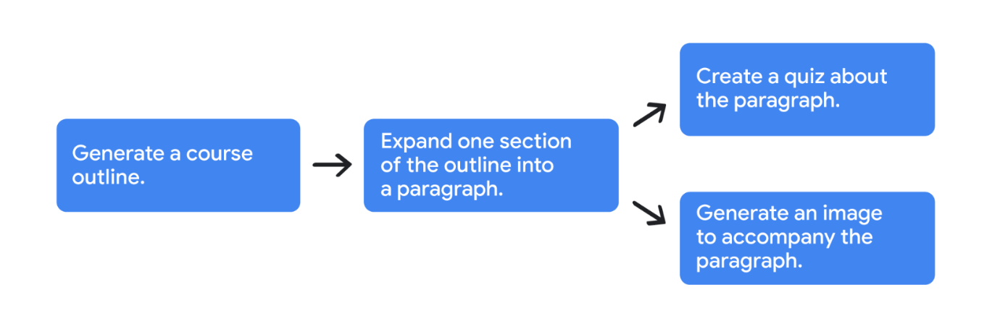 Generate a course
outline.
Expand one section
of the outline into
a paragraph.
Create a quiz about
the paragraph.
Generate an image
to accompany the
paragraph.